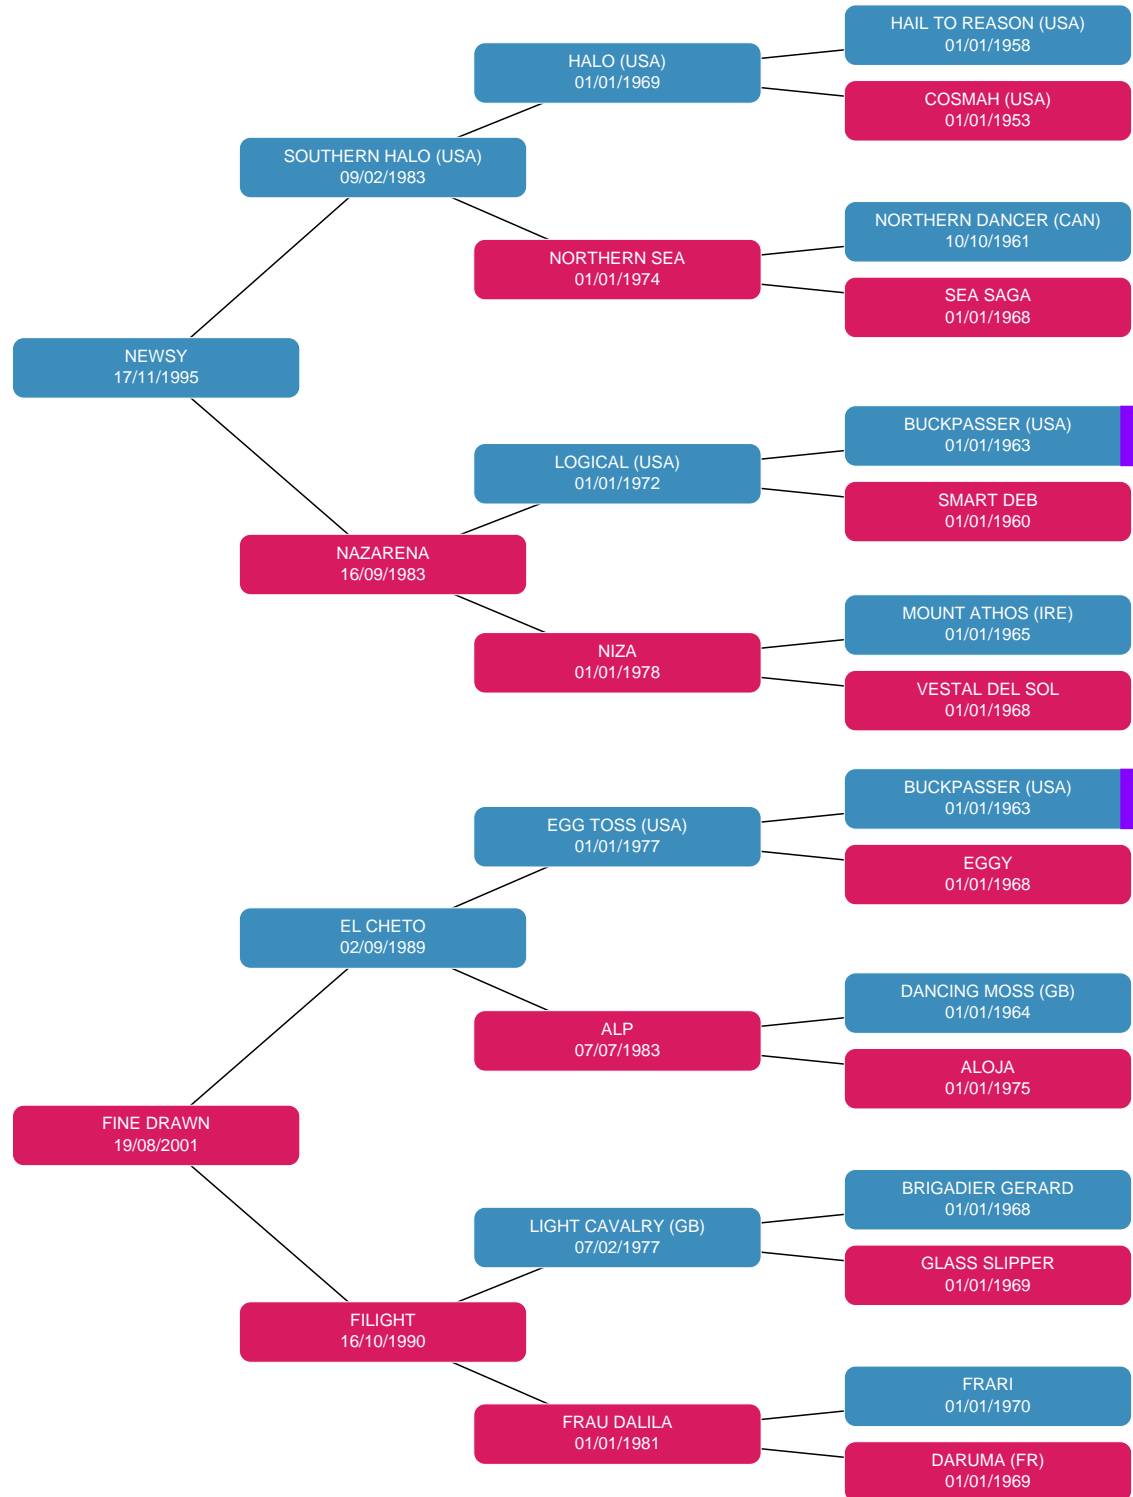 HAIL TO REASON (USA)
01/01/1958
HALO (USA)
01/01/1969
COSMAH (USA)
01/01/1953
SOUTHERN HALO (USA)
09/02/1983
NORTHERN DANCER (CAN)
10/10/1961
NORTHERN SEA
01/01/1974
SEA SAGA
01/01/1968
NEWSY
17/11/1995
BUCKPASSER (USA)
01/01/1963
LOGICAL (USA)
01/01/1972
SMART DEB
01/01/1960
NAZARENA
16/09/1983
MOUNT ATHOS (IRE)
01/01/1965
NIZA
01/01/1978
VESTAL DEL SOL
01/01/1968
BUCKPASSER (USA)
01/01/1963
EGG TOSS (USA)
01/01/1977
EGGY
01/01/1968
EL CHETO
02/09/1989
DANCING MOSS (GB)
01/01/1964
ALP
07/07/1983
ALOJA
01/01/1975
FINE DRAWN
19/08/2001
BRIGADIER GERARD
01/01/1968
LIGHT CAVALRY (GB)
07/02/1977
GLASS SLIPPER
01/01/1969
FILIGHT
16/10/1990
FRARI
01/01/1970
FRAU DALILA
01/01/1981
DARUMA (FR)
01/01/1969